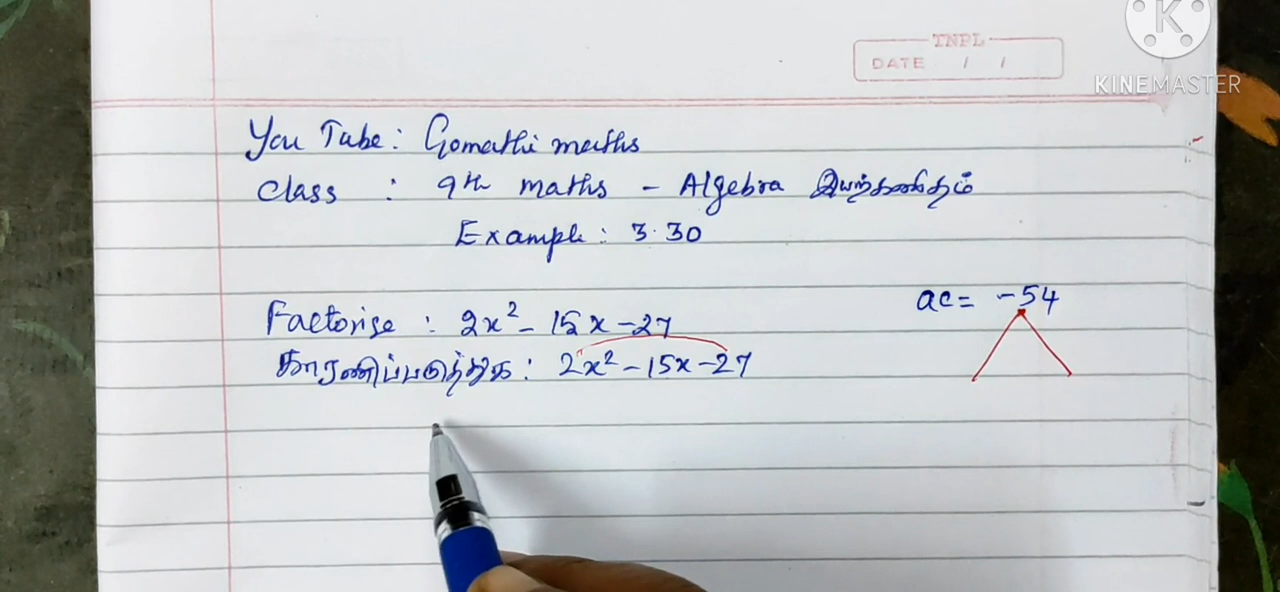 TNPL
DATE / /
K
KINEMASTER
You Tube: Gomathi maths
Class : 9th maths - Algebra இயற்கணிதம்
Example: 3.30
Factorise : 2x² - 15x - 27
ac = -54
காரணிப்படுத்துக : 2x² - 15x - 27